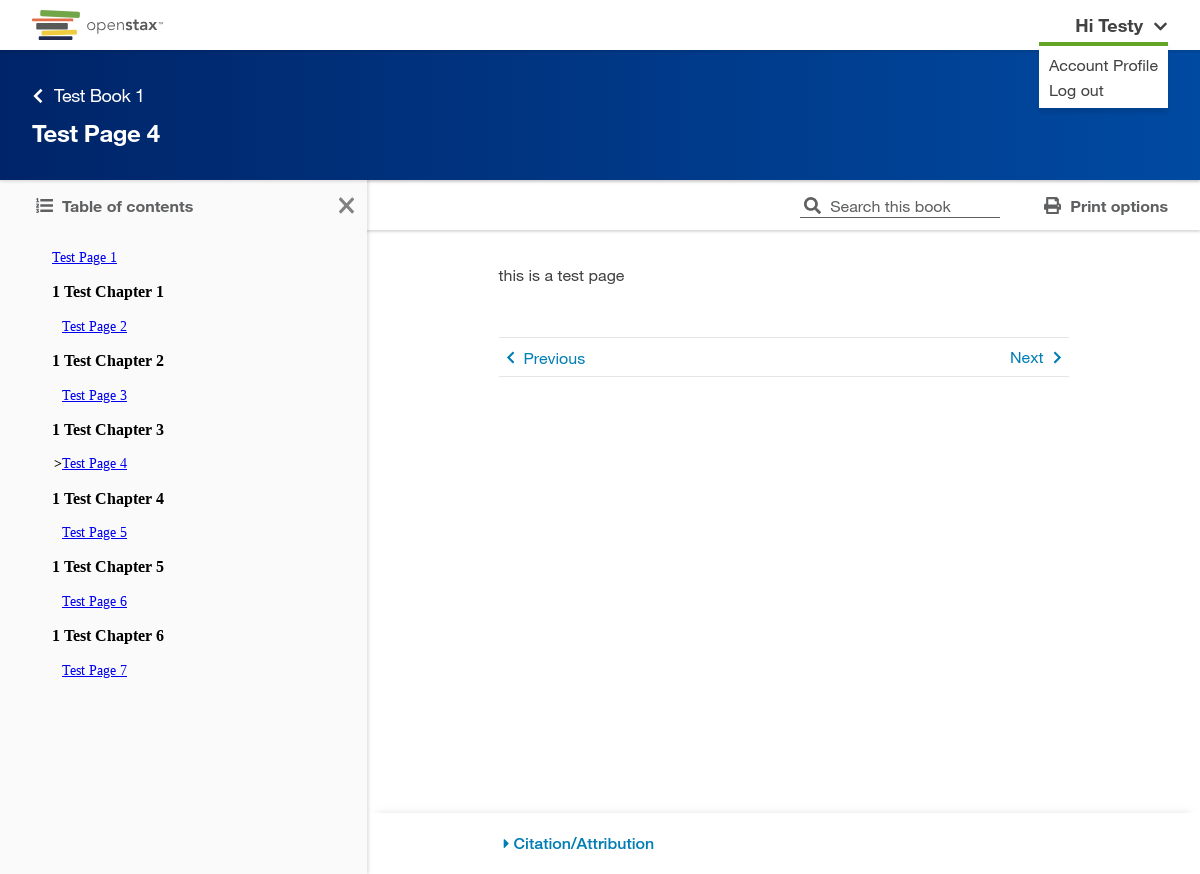 openstax™
Hi Testy
Account Profile
Log out
Test Book 1
Test Page 4
Table of contents
Search this book
Print options
Test Page 1
1 Test Chapter 1
Test Page 2
1 Test Chapter 2
Test Page 3
1 Test Chapter 3
>Test Page 4
1 Test Chapter 4
Test Page 5
1 Test Chapter 5
Test Page 6
1 Test Chapter 6
Test Page 7
this is a test page
Previous
Next
Citation/Attribution